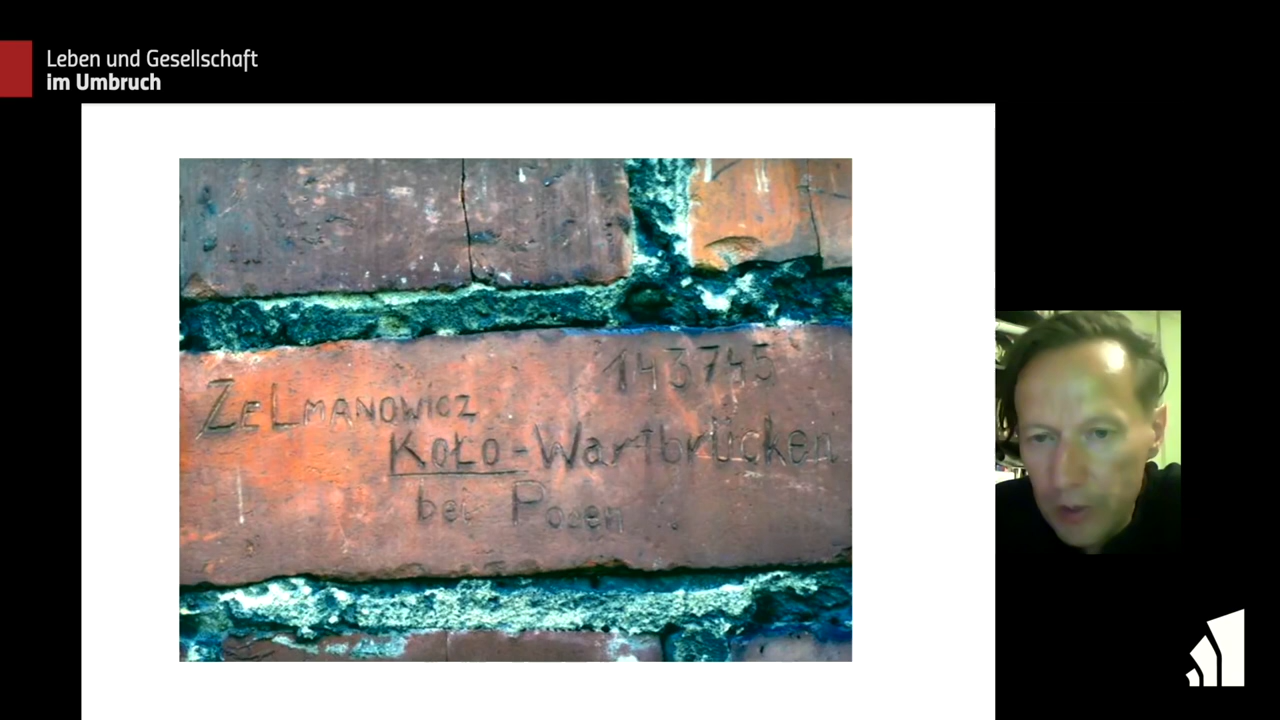 Leben und Gesellschaft
im Umbruch
143745
ZeLMANOWICZ
KOŁO-Wartbrücken
bei Posen